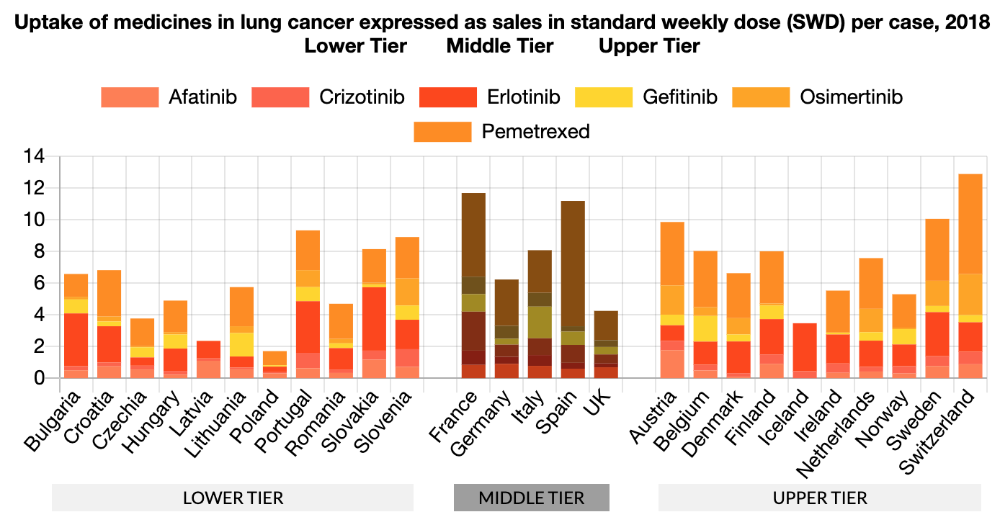 Uptake of medicines in lung cancer expressed as sales in standard weekly dose (SWD) per case, 2018
Lower Tier Middle Tier Upper Tier
Afatinib Crizotinib Erlotinib Gefitinib Osimertinib
Pemetrexed
14
12
10
8
6
4
2
0
Bulgaria Croatia Czechia Hungary Latvia Lithuania Poland Portugal Romania Slovakia Slovenia France Germany Italy Spain UK Austria Belgium Denmark Finland Iceland Ireland Netherlands Norway Sweden Switzerland
LOWER TIER MIDDLE TIER UPPER TIER